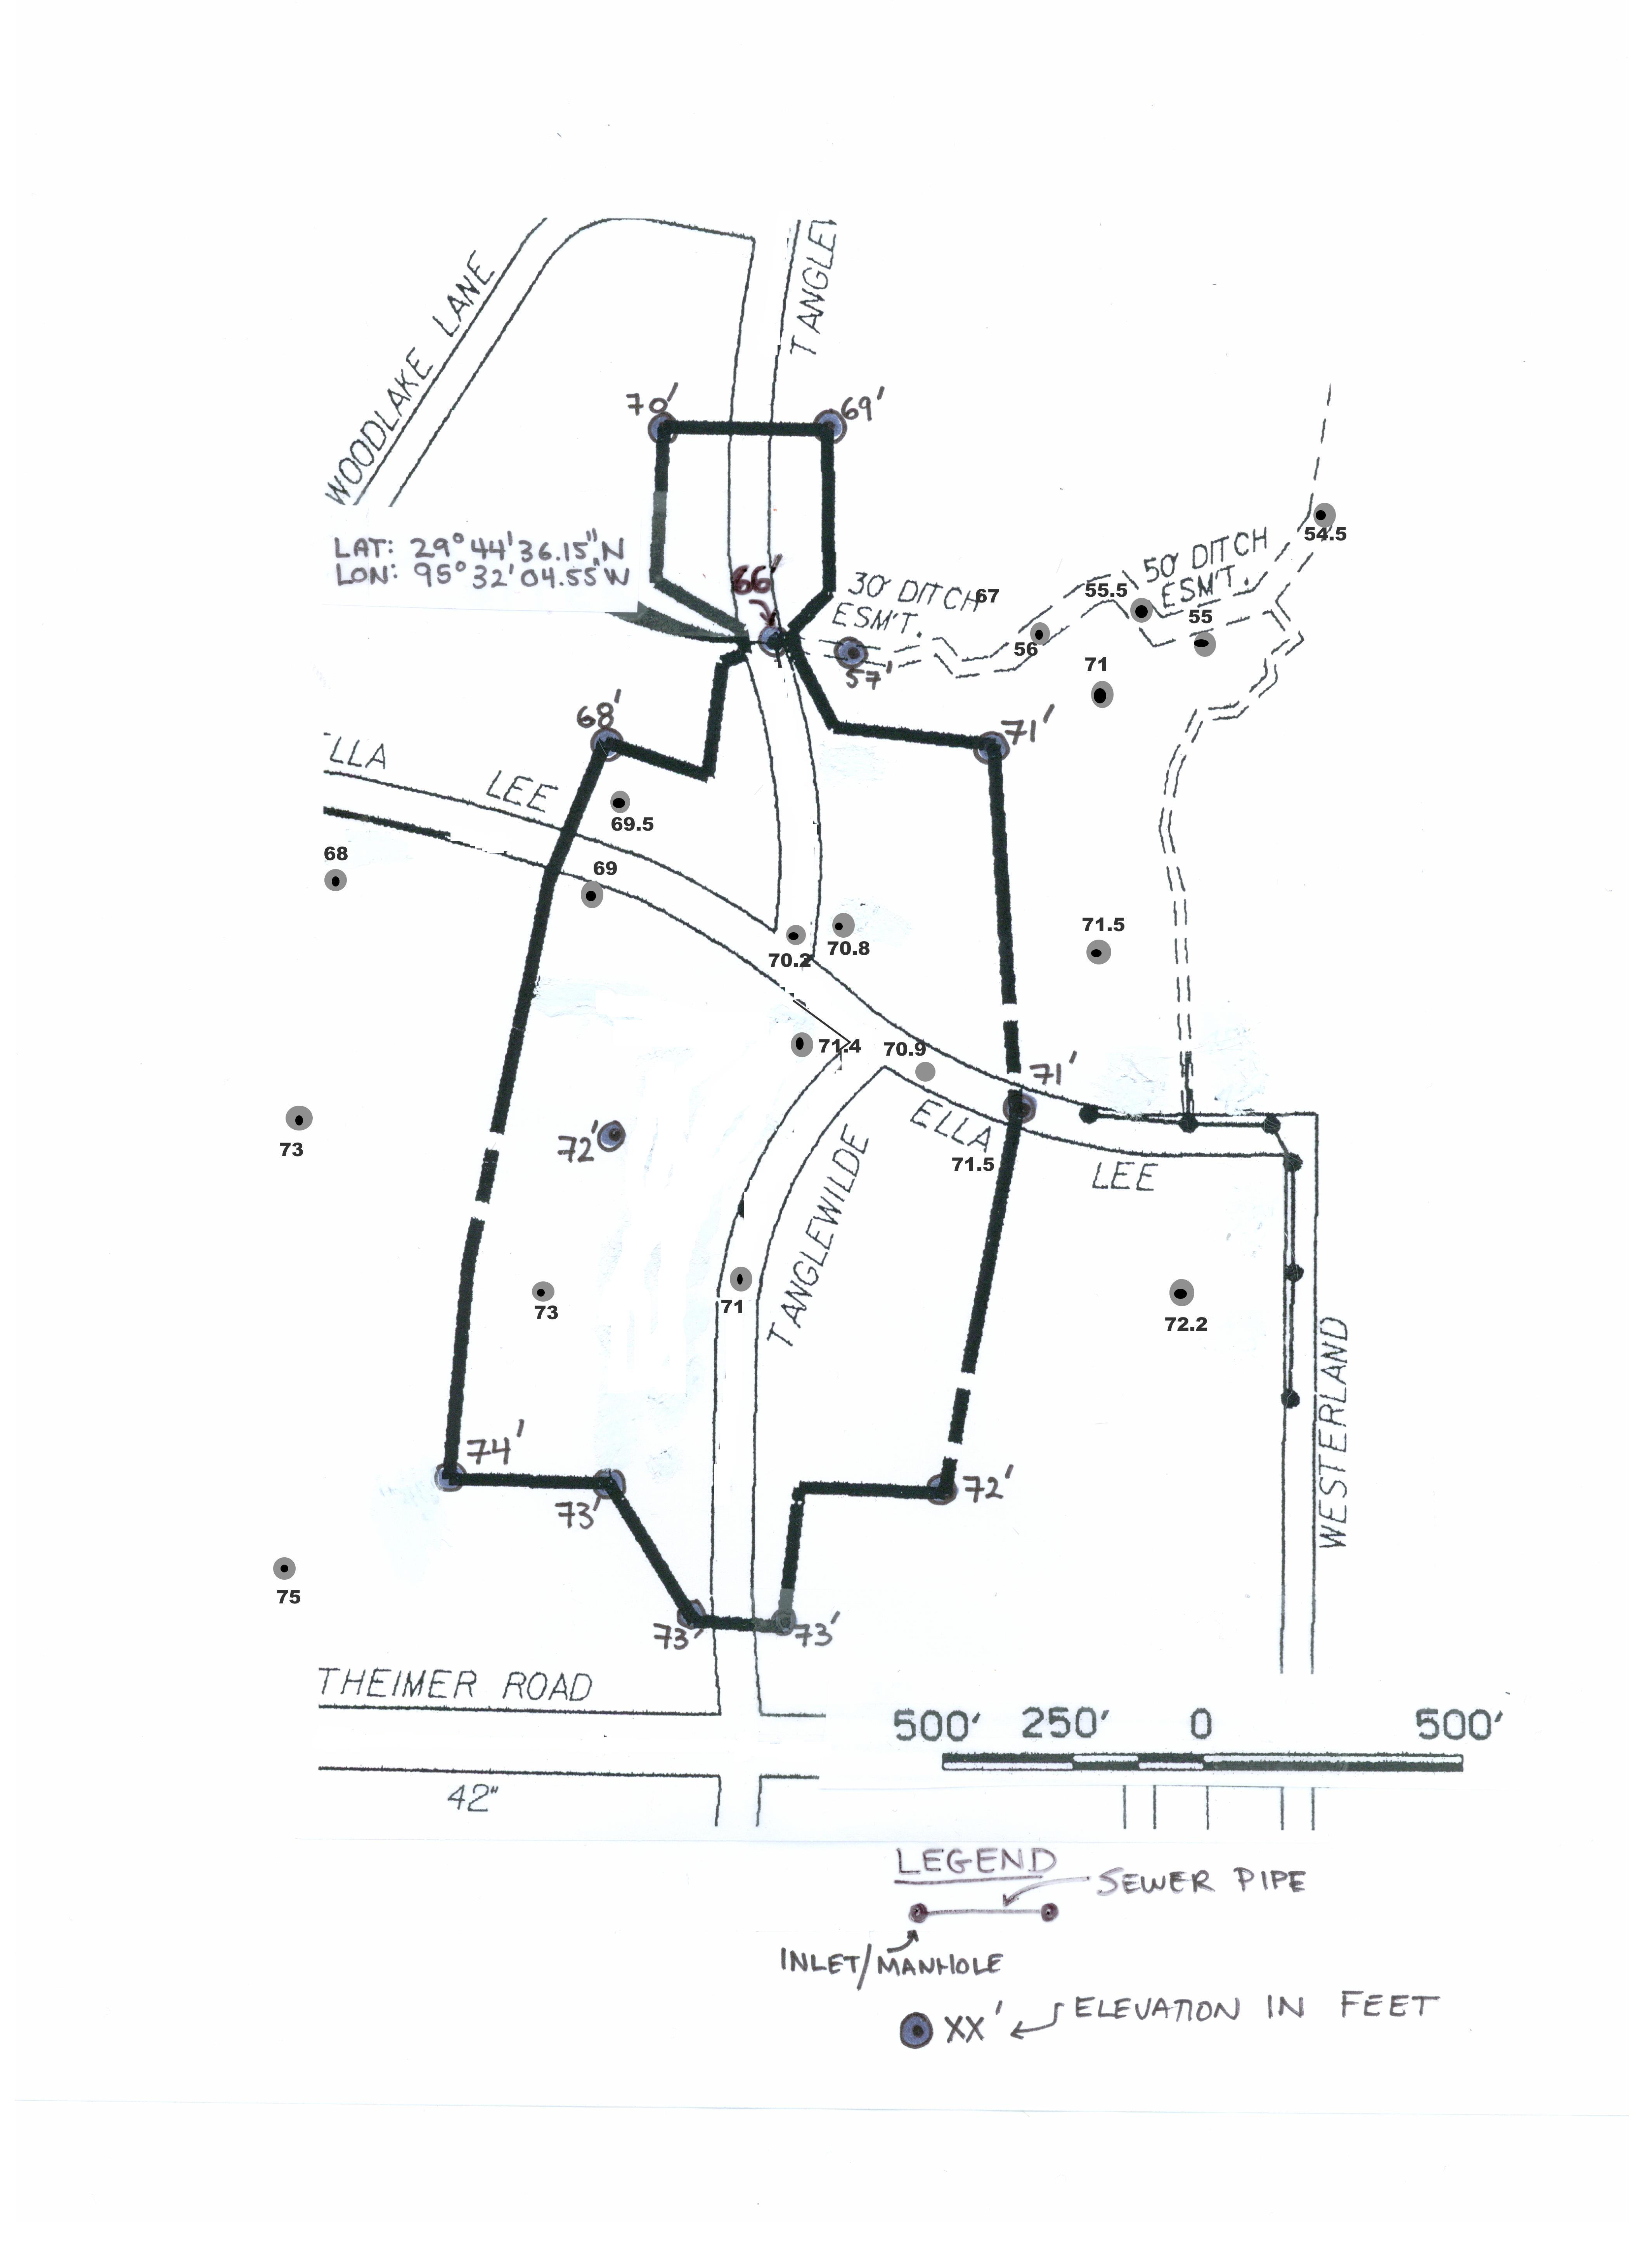 WOODLAKE LANE
TANGLEW
70'
69'
LAT: 29°44'36.15"N
LON: 95°32'04.55"W
66'
30' DITCH
ESM'T.
67
50' DITCH
ESM'T.
54.5
55.5
55
56
57'
71
68'
71'
ELLA LEE
69.5
68
69
70.2
70.8
71.5
71.4
70.9
71'
73
72'
ELLA LEE
71.5
TANGLEWILDE
73
71
72.2
WESTERLAND
74'
73'
72'
75
73'
73'
THEIMER ROAD
500' 250' 0 500'
42"
LEGEND
SEWER PIPE
INLET/MANHOLE
XX' ELEVATION IN FEET